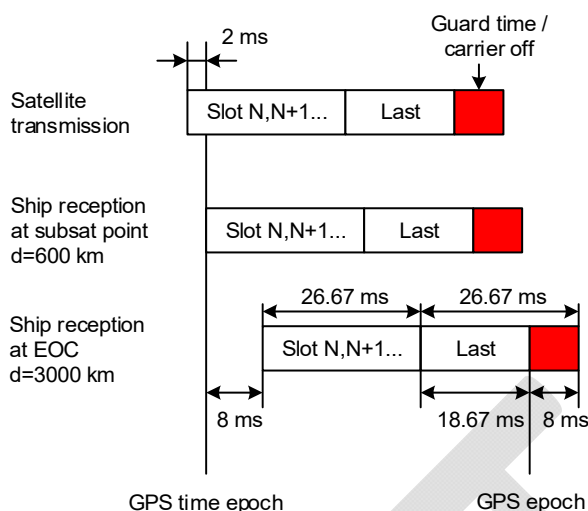 2 ms
Guard time /
carrier off
Satellite
transmission
Slot N,N+1...
Last
Ship reception
at subsat point
d=600 km
Slot N,N+1...
Last
26.67 ms
26.67 ms
Ship reception
at EOC
d=3000 km
Slot N,N+1...
Last
8 ms
18.67 ms
8 ms
GPS time epoch
GPS epoch